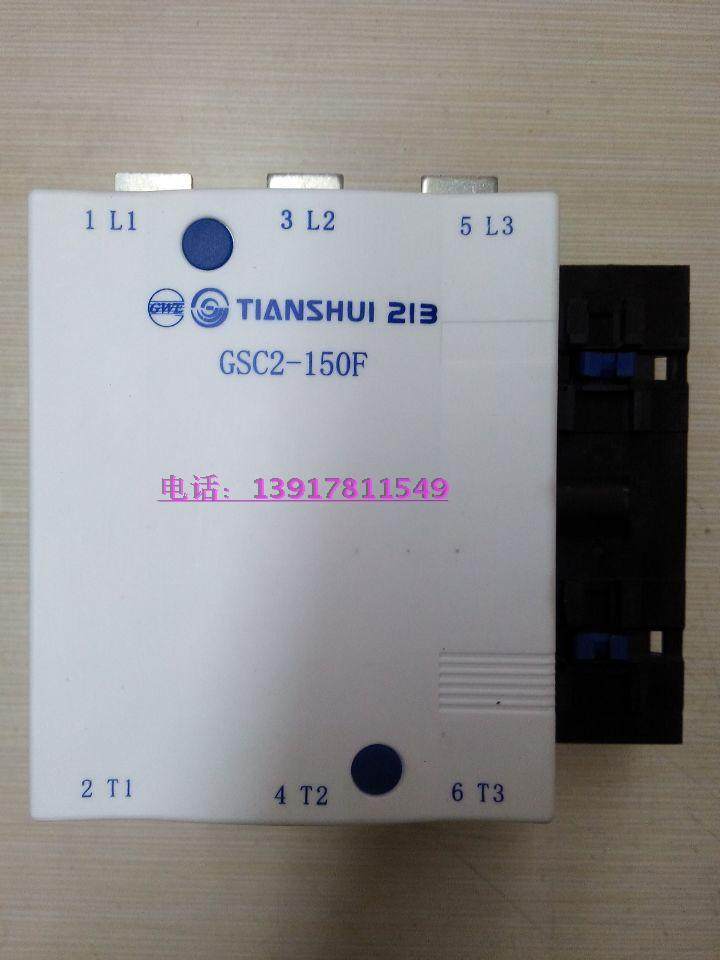 1 L1 3 L2 5 L3
GWE TIANSHUI 213
GSC2-150F
电话：13917811549
2 T1 4 T2 6 T3